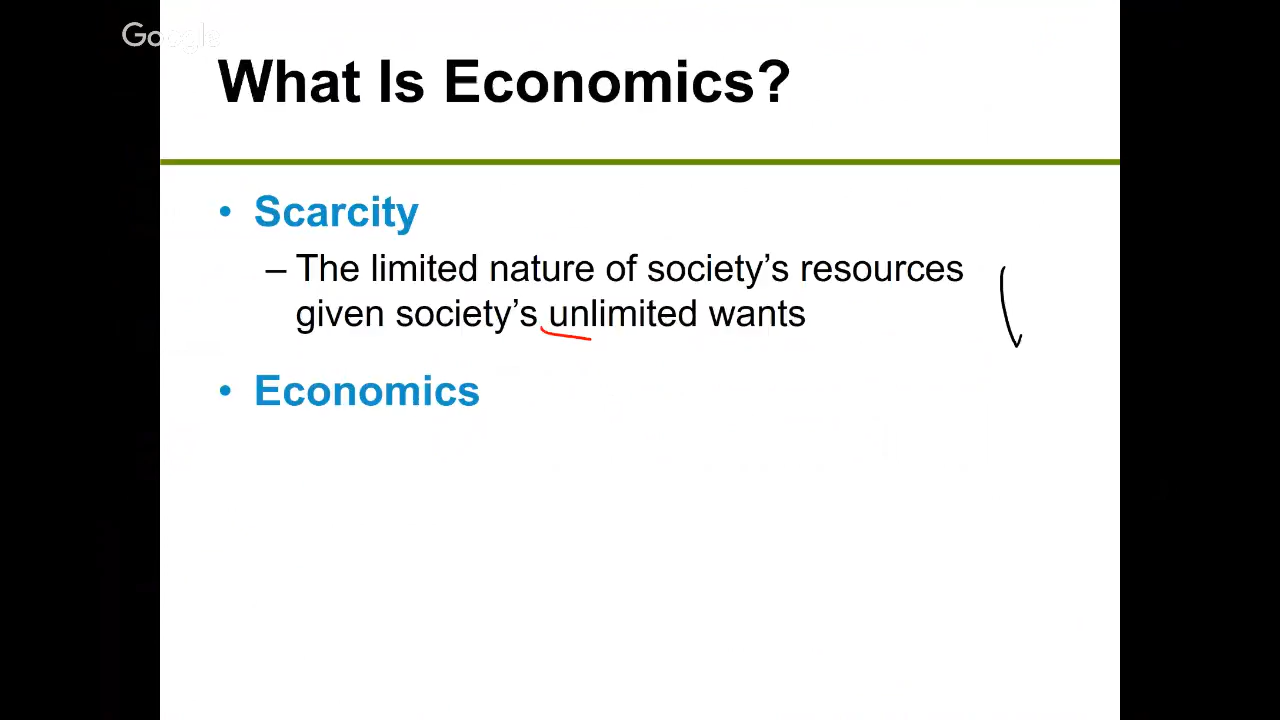 Google
What Is Economics?
• Scarcity
– The limited nature of society’s resources
given society’s unlimited wants
• Economics